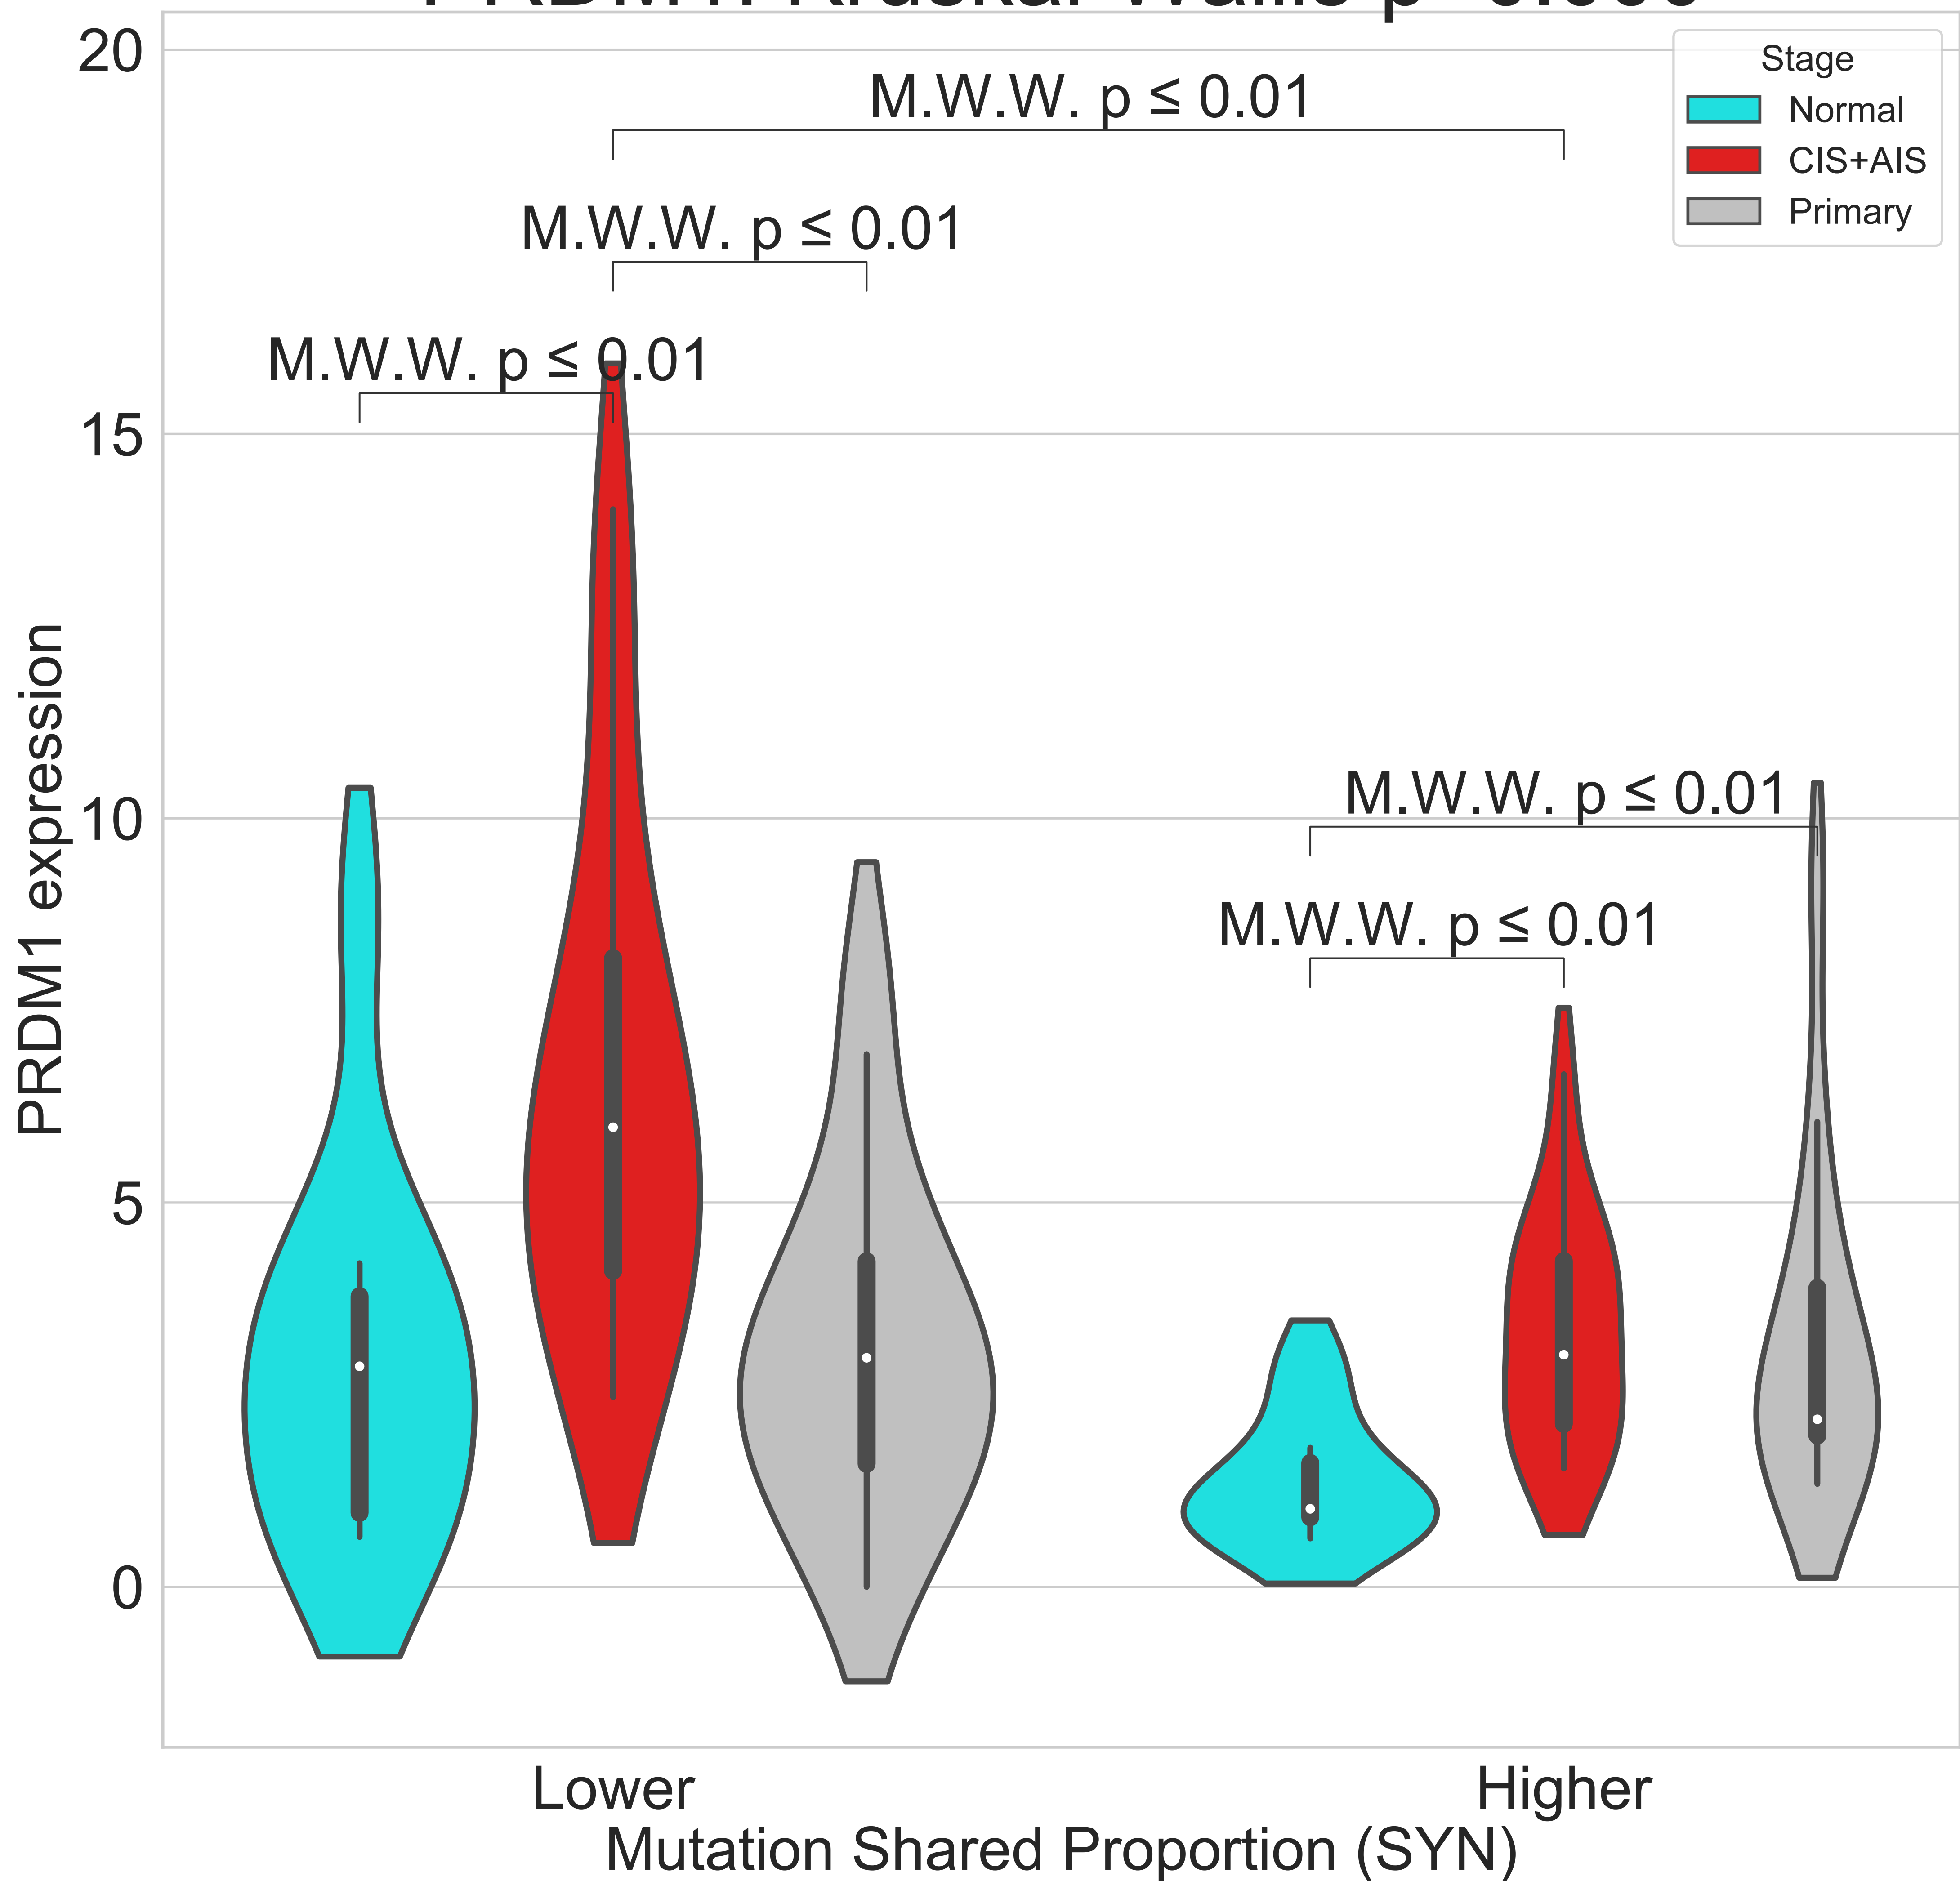 20
15
10
5
0
PRDM1 expression
M.W.W. p ≤ 0.01
M.W.W. p ≤ 0.01
M.W.W. p ≤ 0.01
M.W.W. p ≤ 0.01
M.W.W. p ≤ 0.01
Stage
Normal
CIS+AIS
Primary
Lower
Higher
Mutation Shared Proportion (SYN)